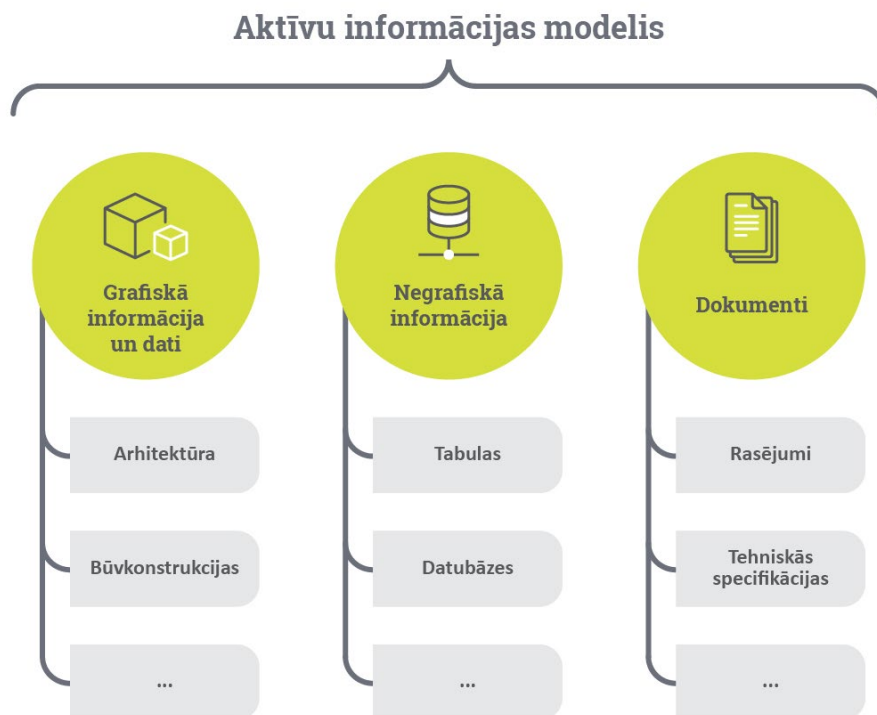 Aktīvu informācijas modelis
Grafiskā
informācija
un dati
Negrafiskā
informācija
Dokumenti
Arhitektūra
Tabulas
Rasējumi
Būvkonstrukcijas
Datubāzes
Tehniskās
specifikācijas
...
...
...